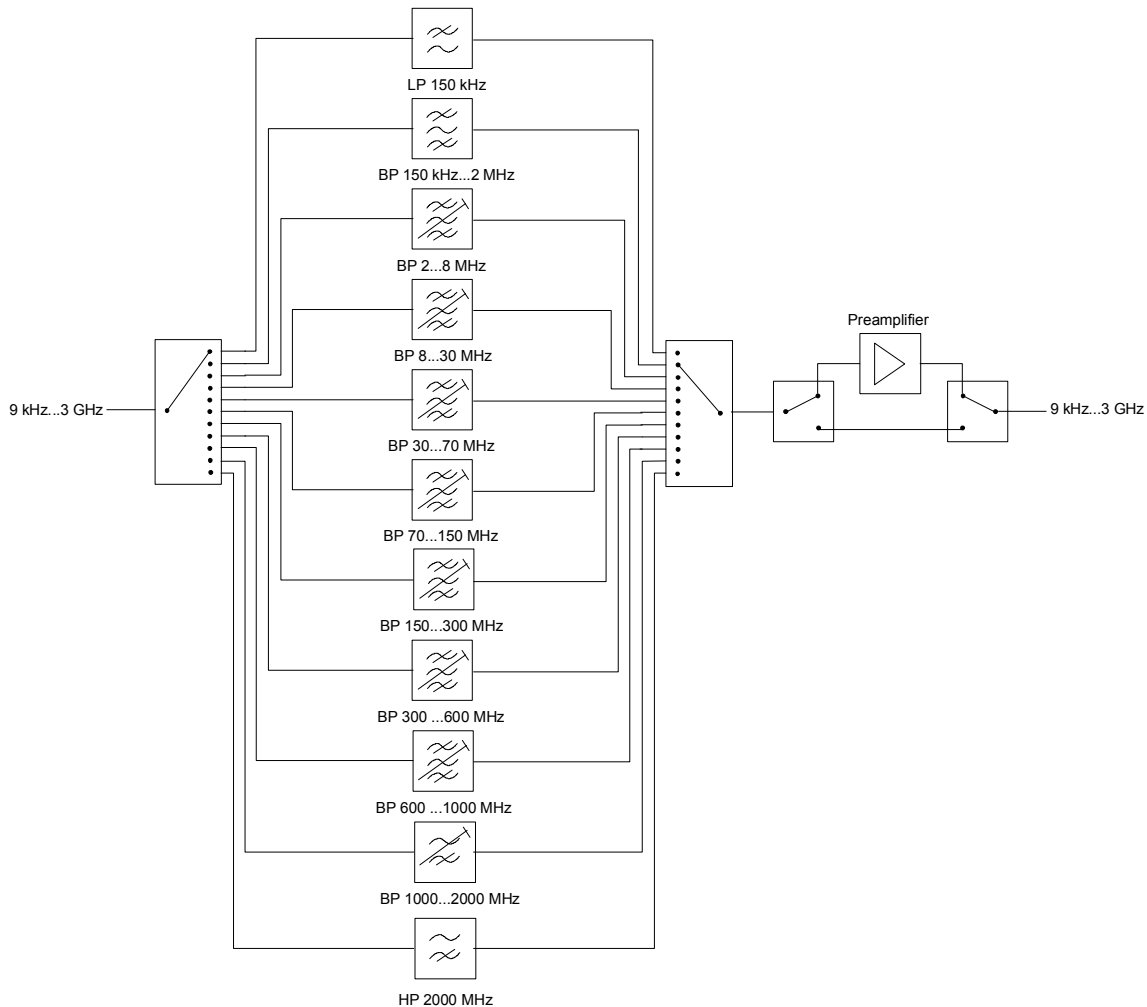 LP 150 kHz
BP 150 kHz...2 MHz
BP 2...8 MHz
BP 8...30 MHz
Preamplifier
9 kHz...3 GHz
9 kHz...3 GHz
BP 30...70 MHz
BP 70...150 MHz
BP 150...300 MHz
BP 300 ...600 MHz
BP 600 ...1000 MHz
BP 1000...2000 MHz
HP 2000 MHz